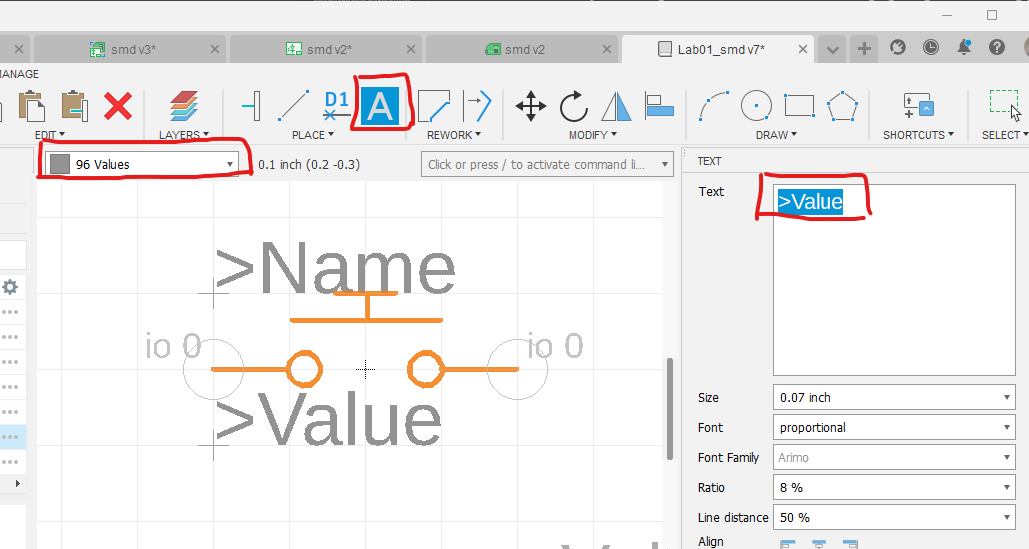 smd v3*
smd v2*
smd v2
Lab01_smd v7*
MANAGE
D1
A
EDIT
LAYERS
PLACE
REWORK
MODIFY
DRAW
SHORTCUTS
SELECT
96 Values
0.1 inch (0.2 -0.3)
Click or press / to activate command li...
TEXT
Text
>Value
>Name
io 0
io 0
>Value
Size
0.07 inch
Font
proportional
Font Family
Arimo
Ratio
8 %
Line distance
50 %
Align